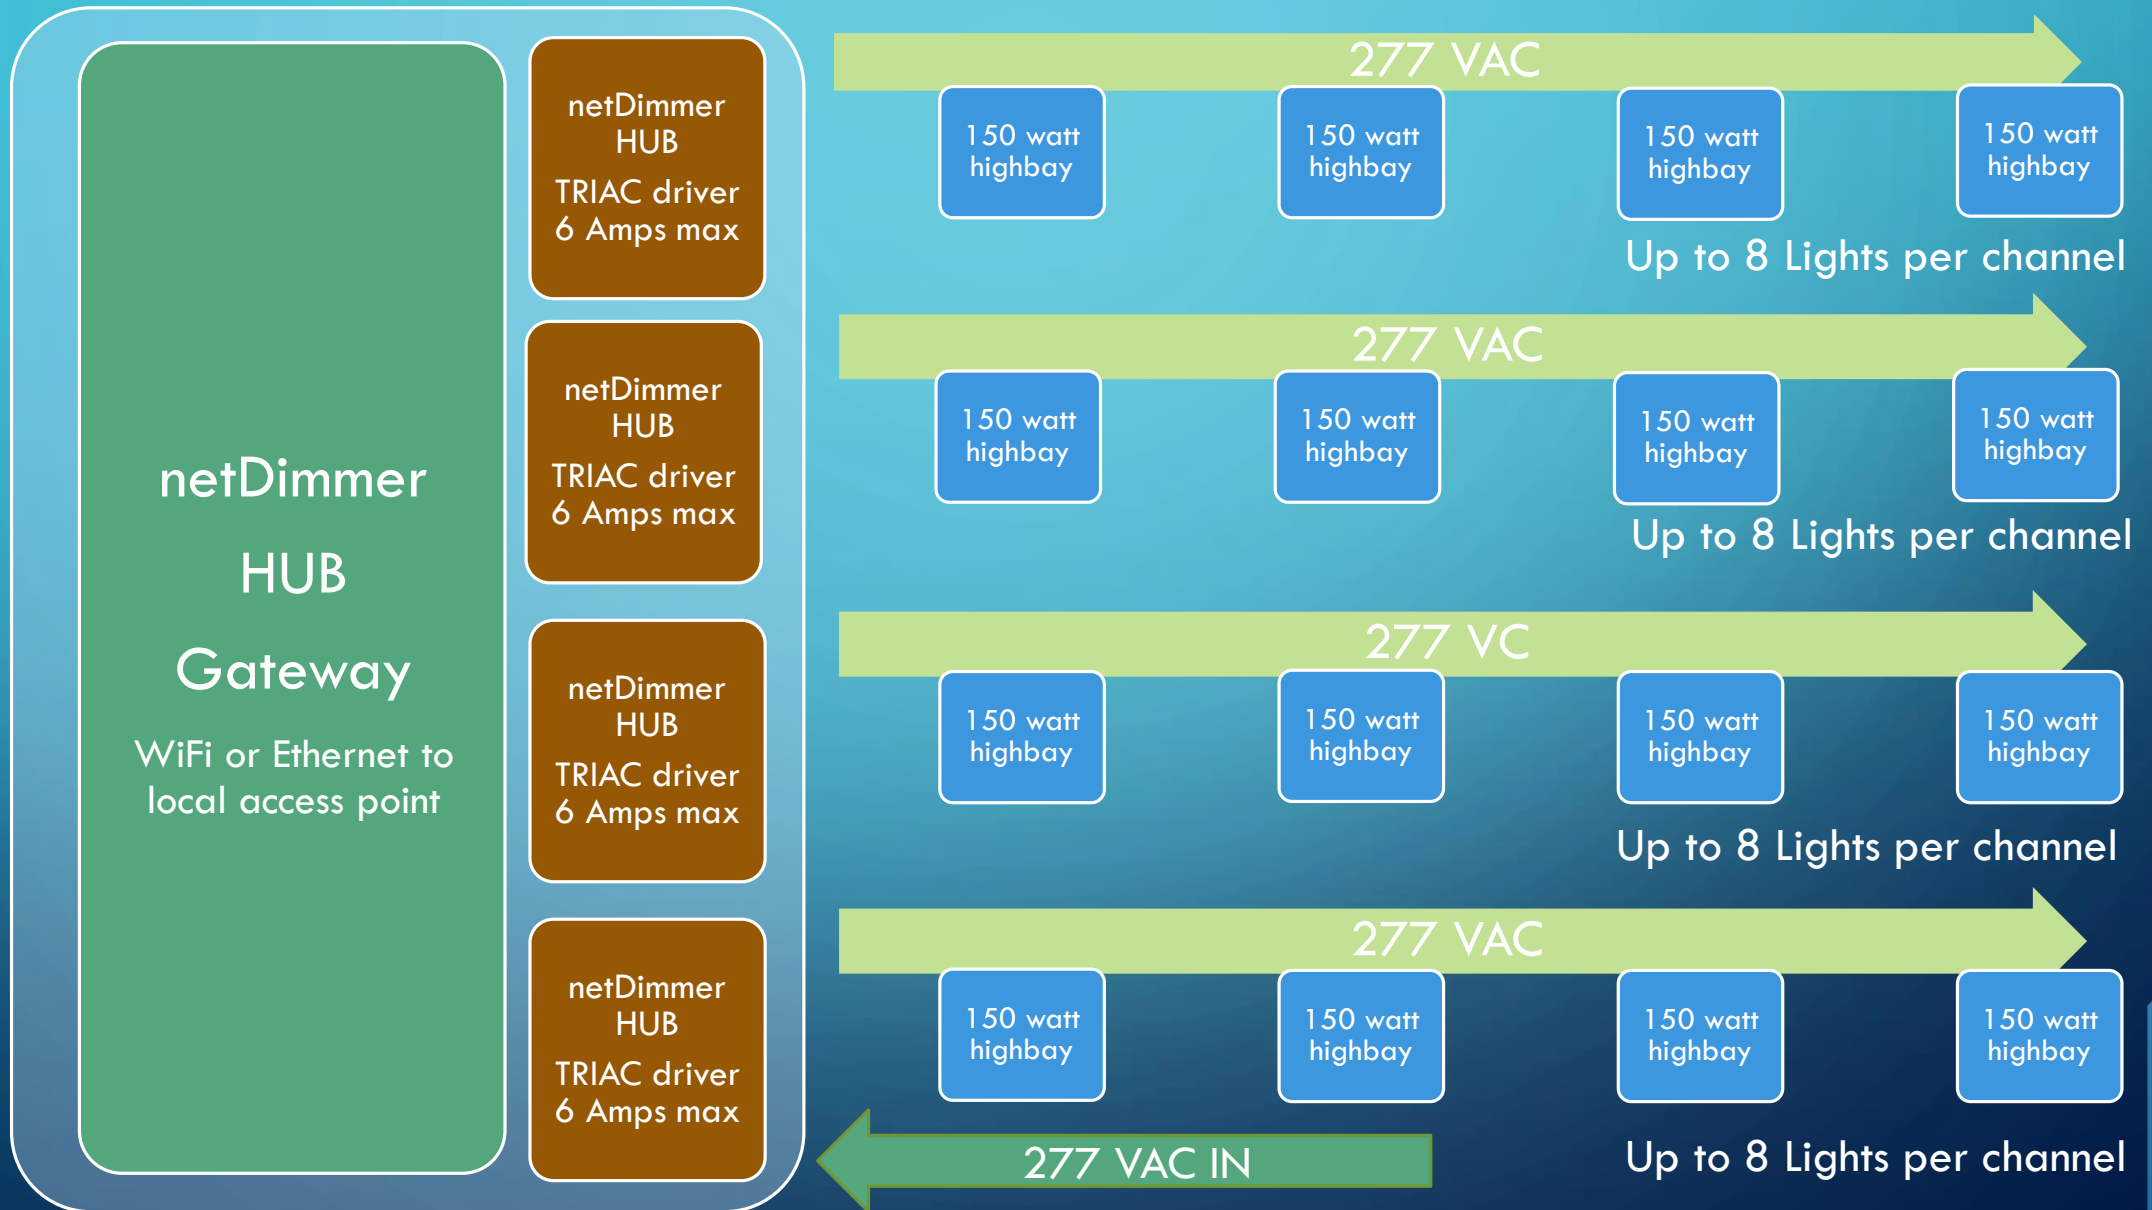 netDimmer
HUB
Gateway
WiFi or Ethernet to
local access point
netDimmer
HUB
TRIAC driver
6 Amps max
277 VAC
150 watt
highbay
150 watt
highbay
150 watt
highbay
150 watt
highbay
Up to 8 Lights per channel
netDimmer
HUB
TRIAC driver
6 Amps max
277 VAC
150 watt
highbay
150 watt
highbay
150 watt
highbay
150 watt
highbay
Up to 8 Lights per channel
netDimmer
HUB
TRIAC driver
6 Amps max
277 VC
150 watt
highbay
150 watt
highbay
150 watt
highbay
150 watt
highbay
Up to 8 Lights per channel
netDimmer
HUB
TRIAC driver
6 Amps max
277 VAC
150 watt
highbay
150 watt
highbay
150 watt
highbay
150 watt
highbay
277 VAC IN
Up to 8 Lights per channel